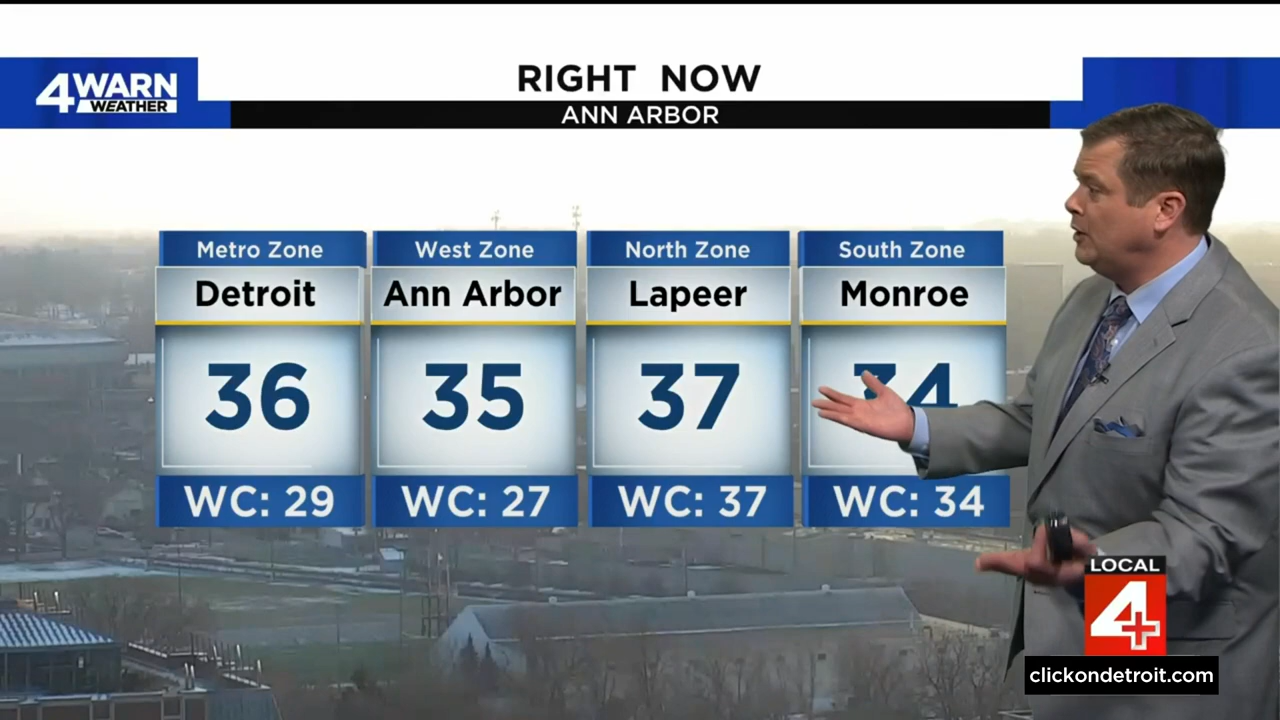 4WARN
WEATHER
RIGHT NOW
ANN ARBOR
Metro Zone
Detroit
36
WC: 29
West Zone
Ann Arbor
35
WC: 27
North Zone
Lapeer
37
WC: 37
South Zone
Monroe
34
WC: 34
LOCAL
4+
clickondetroit.com